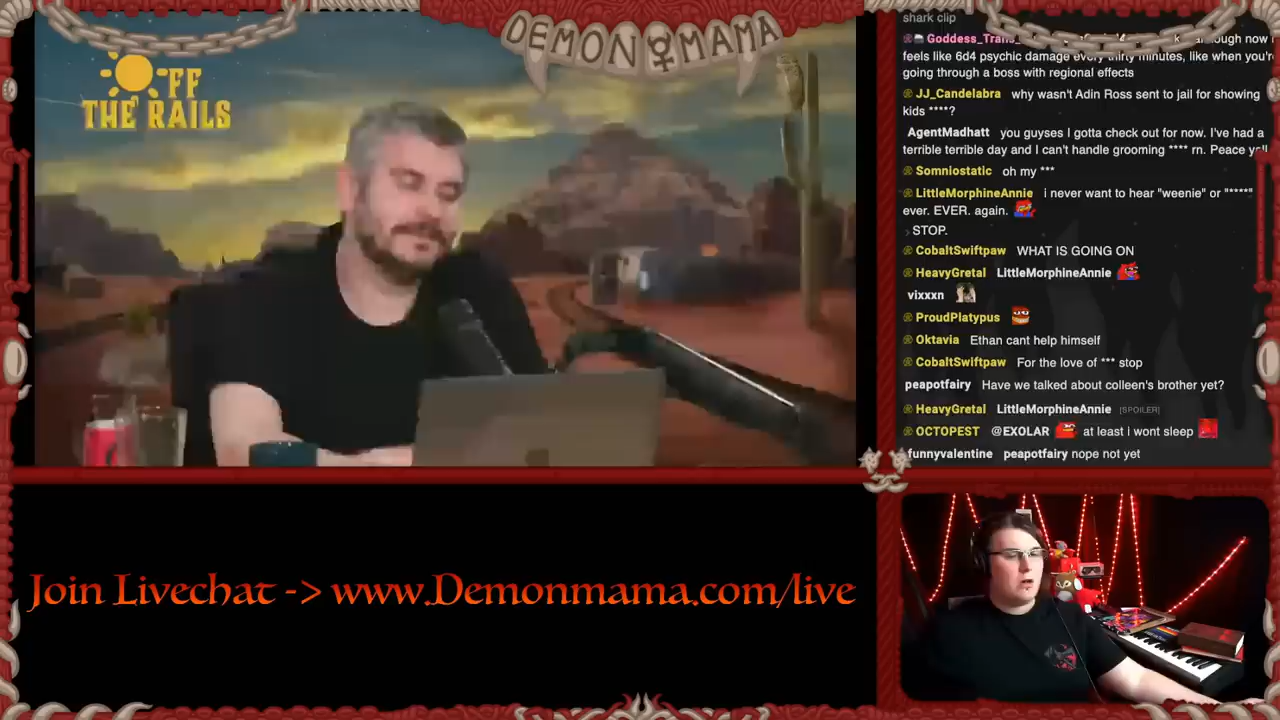 OFF
THE RAILS
DEMON MAMA
shark clip
feels like 6d4 psychic damage every thirty minutes, like when you're
going through a boss with regional effects
JJ_Candelabra why wasn't Adin Ross sent to jail for showing
kids ****?
AgentMadhatt you guyses I gotta check out for now. I've had a
terrible terrible day and I can't handle grooming **** rn. Peace
Somniostatic oh my ***
LittleMorphineAnnie i never want to hear "weenie" or "*****"
ever. EVER. again.
STOP.
CobaltSwiftpaw WHAT IS GOING ON
HeavyGretal LittleMorphineAnnie
vixxxn
ProudPlatypus
Oktavia Ethan cant help himself
CobaltSwiftpaw For the love of *** stop
peapotfairy Have we talked about colleen's brother yet?
HeavyGretal LittleMorphineAnnie [SPOILER]
OCTOPEST @EXOLAR at least i wont sleep
funnyvalentine peapotfairy nope not yet
Join Livechat -> www.Demonmama.com/live